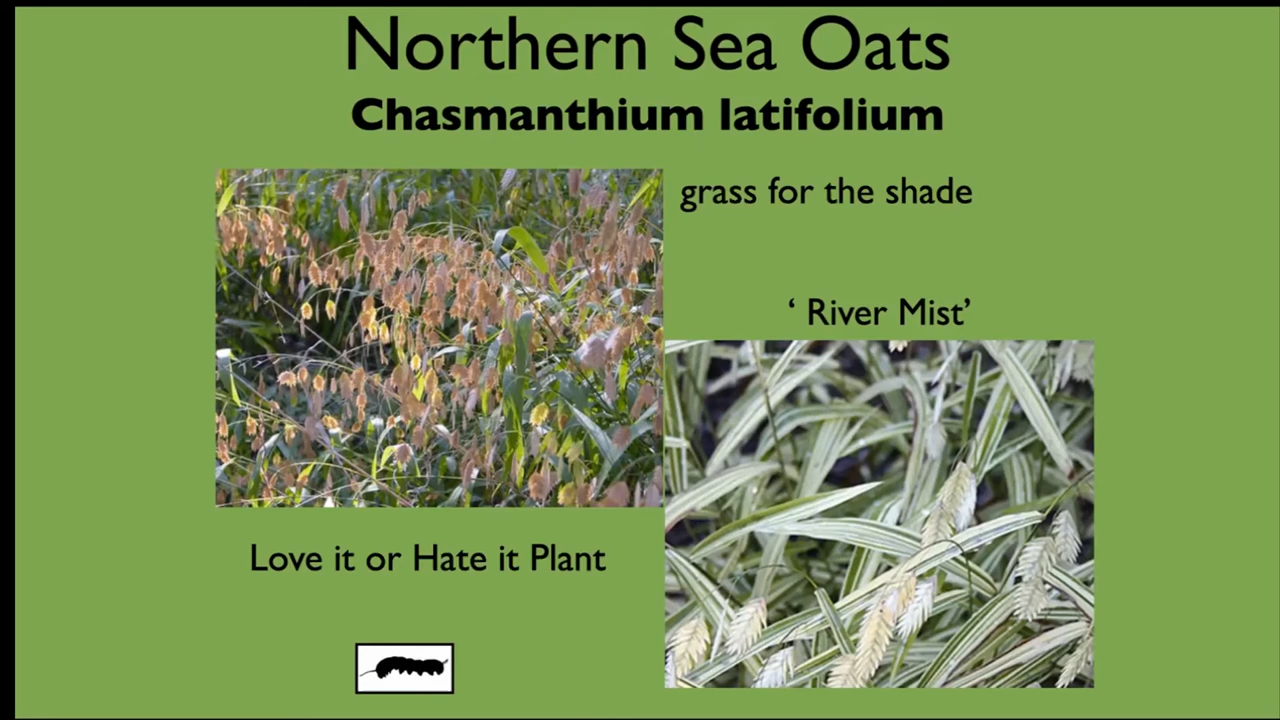 Northern Sea Oats
Chasmanthium latifolium
grass for the shade
‘ River Mist’
Love it or Hate it Plant